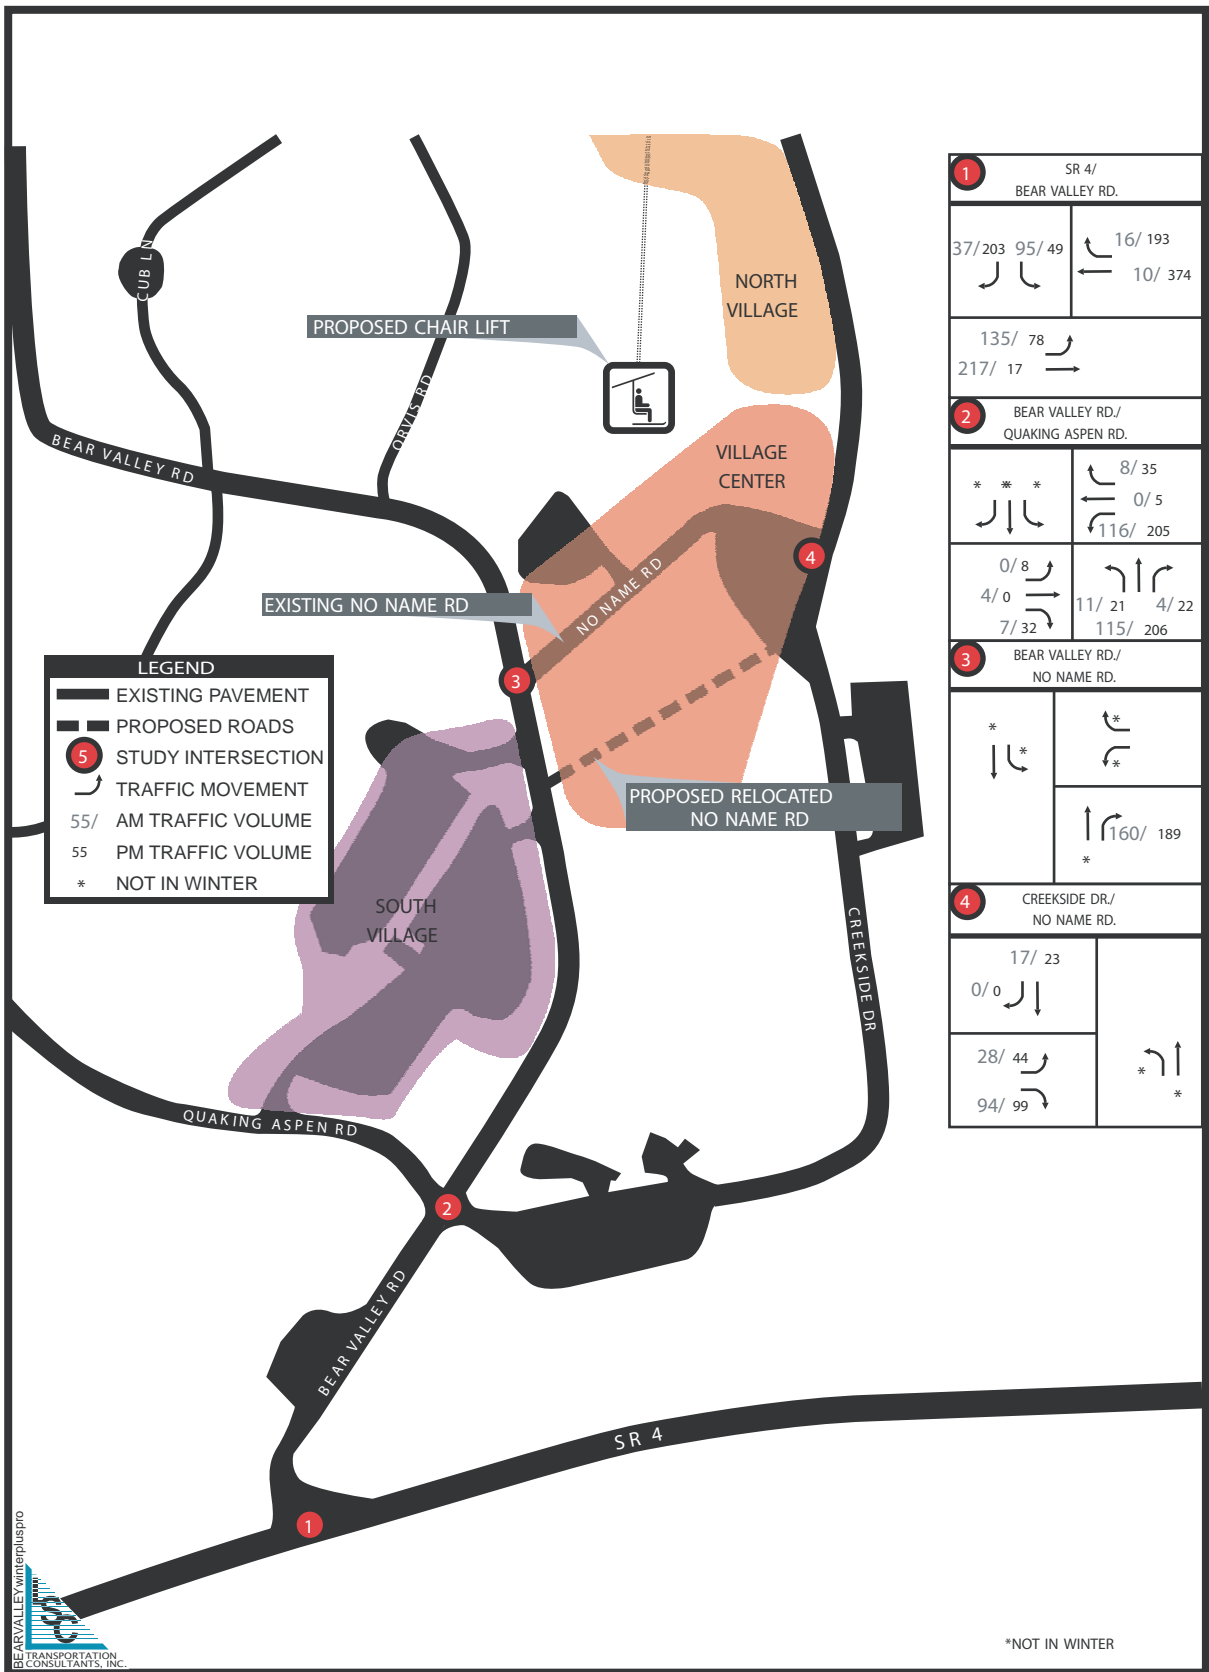 CUB LN
ORVIS RD
BEAR VALLEY RD
PROPOSED CHAIR LIFT
NORTH
VILLAGE
VILLAGE
CENTER
EXISTING NO NAME RD
NO NAME RD
4
3
PROPOSED RELOCATED
NO NAME RD
LEGEND
EXISTING PAVEMENT
PROPOSED ROADS
5 STUDY INTERSECTION
TRAFFIC MOVEMENT
55/ AM TRAFFIC VOLUME
55 PM TRAFFIC VOLUME
* NOT IN WINTER
SOUTH
VILLAGE
CREEKSIDE DR
QUAKING ASPEN RD
2
BEAR VALLEY RD
SR 4
1
1 SR 4/
BEAR VALLEY RD.
37/ 203 95/ 49
16/ 193
10/ 374
135/ 78
217/ 17
2 BEAR VALLEY RD./
QUAKING ASPEN RD.
* ** *
8/ 35
0/ 5
116/ 205
0/ 8
4/ 0
7/ 32
11/ 21 4/ 22
115/ 206
3 BEAR VALLEY RD./
NO NAME RD.
* *
*
*
160/ 189
*
4 CREEKSIDE DR./
NO NAME RD.
17/ 23
0/ 0
28/ 44
94/ 99
*
*
*NOT IN WINTER
BEARVALLEYwinterpluspro
LSC
TRANSPORTATION
CONSULTANTS, INC.